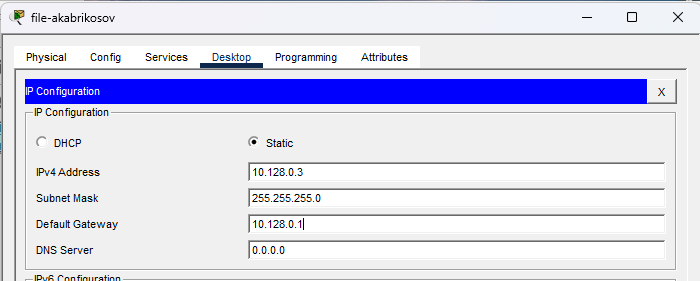 file-akabrikosov
Physical Config Services Desktop Programming Attributes
IP Configuration X
IP Configuration
DHCP Static
IPv4 Address 10.128.0.3
Subnet Mask 255.255.255.0
Default Gateway 10.128.0.1
DNS Server 0.0.0.0
IPv6 Configuration